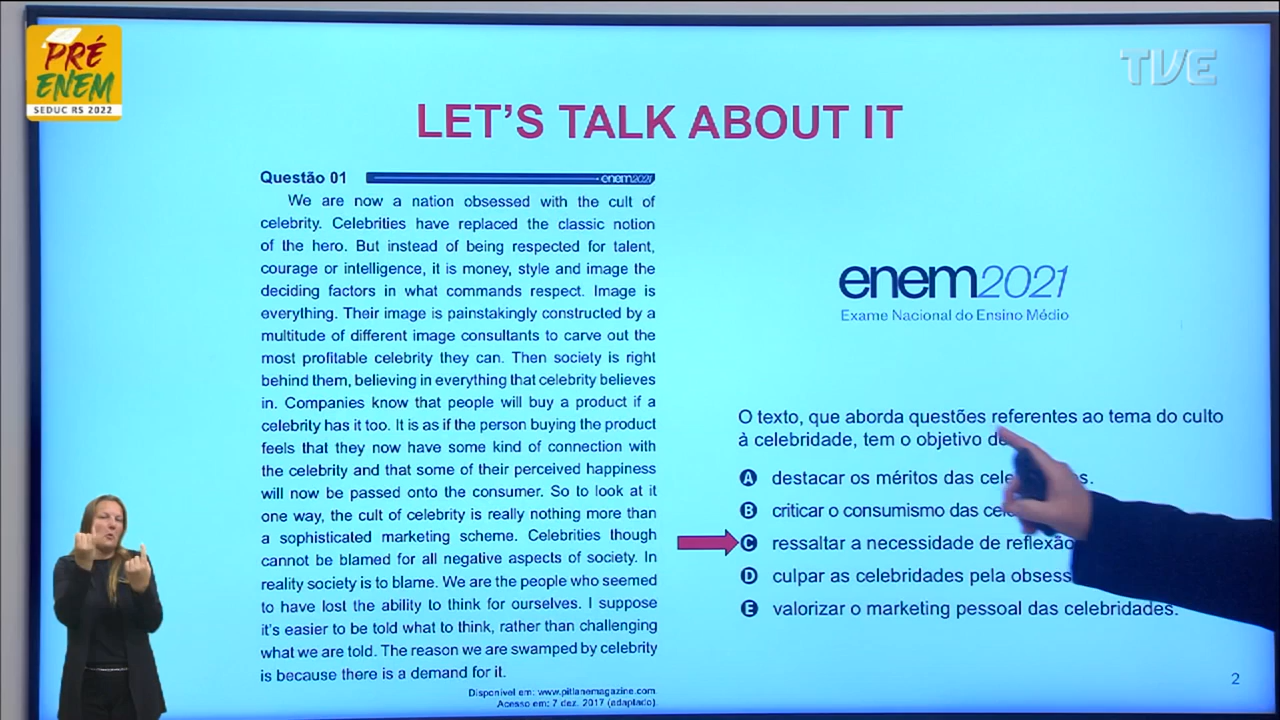 PRÉ
ENEM
SEDUC RS 2022
TVE
LET'S TALK ABOUT IT
Questão 01
enem2021
We are now a nation obsessed with the cult of
celebrity. Celebrities have replaced the classic notion
of the hero. But instead of being respected for talent,
courage or intelligence, it is money, style and image the
deciding factors in what commands respect. Image is
everything. Their image is painstakingly constructed by a
multitude of different image consultants to carve out the
most profitable celebrity they can. Then society is right
behind them, believing in everything that celebrity believes
in. Companies know that people will buy a product if a
celebrity has it too. It is as if the person buying the product
feels that they now have some kind of connection with
the celebrity and that some of their perceived happiness
will now be passed onto the consumer. So to look at it
one way, the cult of celebrity is really nothing more than
a sophisticated marketing scheme. Celebrities though
cannot be blamed for all negative aspects of society. In
reality society is to blame. We are the people who seemed
to have lost the ability to think for ourselves. I suppose
it's easier to be told what to think, rather than challenging
what we are told. The reason we are swamped by celebrity
is because there is a demand for it.
Disponível em: www.pitlanemagazine.com.
Acesso em: 7 dez. 2017 (adaptado).
enem2021
Exame Nacional do Ensino Médio
O texto, que aborda questões referentes ao tema do culto
à celebridade, tem o objetivo de
A destacar os méritos das
B criticar o consumismo das
C ressaltar a necessidade de reflexão
D culpar as celebridades pela
E valorizar o marketing pessoal das celebridades.
2